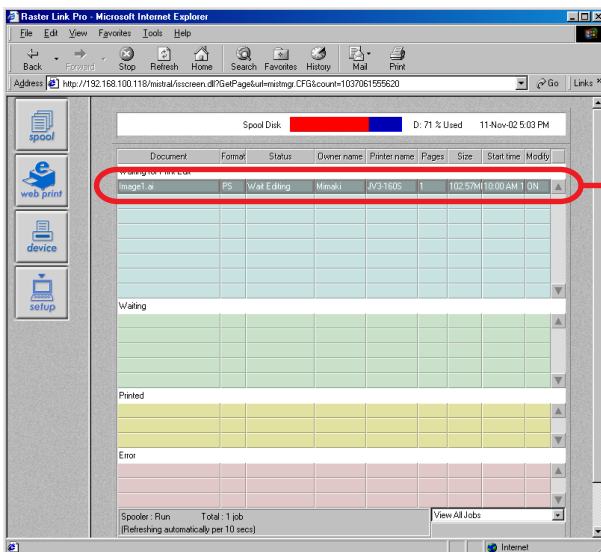 Raster Link Pro - Microsoft Internet Explorer
File Edit View Favorites Tools Help
Back Forward Stop Refresh Home Search Favorites History Mail Print
Address http://192.168.100.118/mistral/isscreen.dll?GetPage&url=mistmgr.CFG&count=1037061555620 Go Links »
spool
web print
device
setup
Spool Disk D: 71 % Used 11-Nov-02 5:03 PM
Document Format Status Owner name Printer name Pages Size Start time Modify
Waiting for Print Edit
Image1.ai PS Wait Editing Mimaki JV3-160S 1 102.57M 10:00 AM 1 ON
Waiting
Printed
Error
Spooler : Run Total : 1 job
(Refreshing automatically per 10 secs)
View All Jobs
Internet